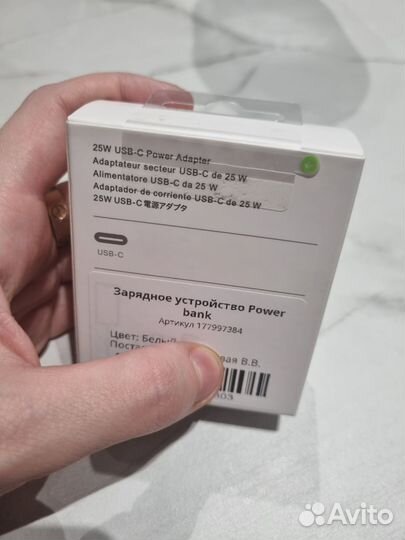 25W USB-C Power Adapter
Adaptateur secteur USB-C de 25 W
Alimentatore USB-C da 25 W
Adaptador de corriente USB-C de 25 W
25W USB-C電源アダプタ
USB-C
Зарядное устройство Power
bank
Артикул 177997384
Цвет: Белый вая В.В.
Поста
Avito